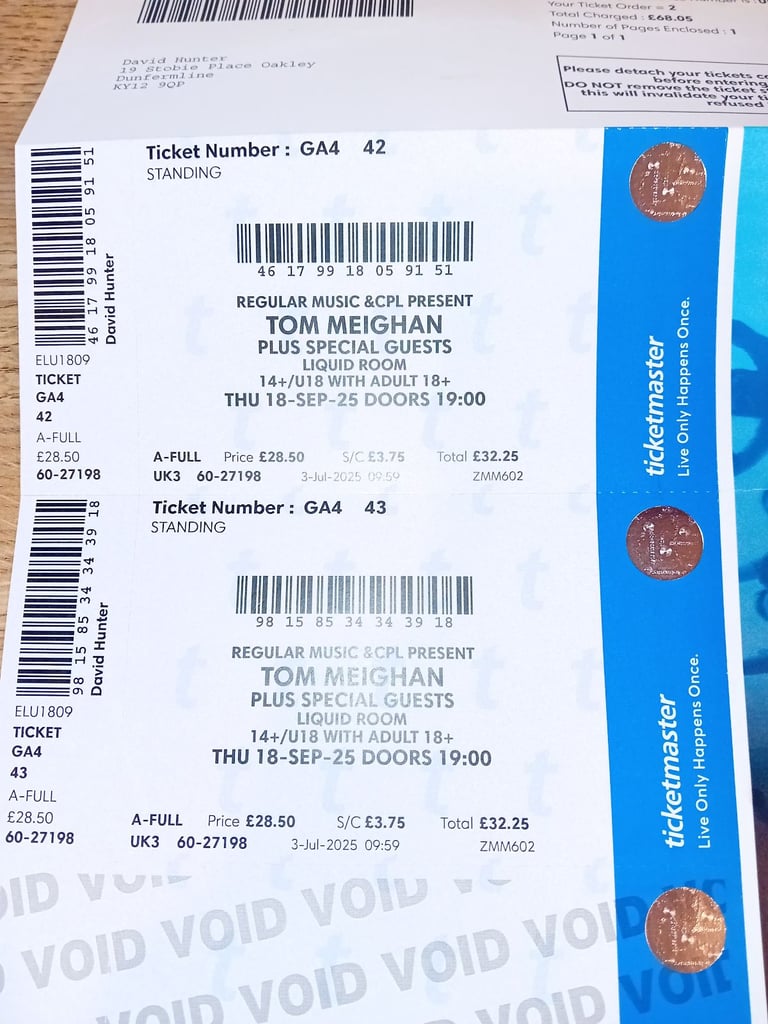 Your Ticket Order = 2
Total Charged : £68.05
Number of Pages Enclosed : 1
Page 1 of 1
David Hunter
19 Stobie Place Oakley
Dunfermline
KY12 9QP
Please detach your tickets
before entering
DO NOT remove the ticket
this will invalidate your
refused
46 17 99 18 05 91 51
David Hunter
ELU1809
TICKET
GA4
42
A-FULL
£28.50
60-27198
Ticket Number : GA4 42
STANDING
46 17 99 18 05 91 51
REGULAR MUSIC &CPL PRESENT
TOM MEIGHAN
PLUS SPECIAL GUESTS
LIQUID ROOM
14+/U18 WITH ADULT 18+
THU 18-SEP-25 DOORS 19:00
A-FULL Price £28.50 S/C £3.75 Total £32.25
UK3 60-27198 3-Jul-2025 09:59 ZMM602
ticketmaster
Live Only Happens Once.
98 15 85 34 34 39 18
David Hunter
ELU1809
TICKET
GA4
43
A-FULL
£28.50
60-27198
Ticket Number : GA4 43
STANDING
98 15 85 34 34 39 18
REGULAR MUSIC &CPL PRESENT
TOM MEIGHAN
PLUS SPECIAL GUESTS
LIQUID ROOM
14+/U18 WITH ADULT 18+
THU 18-SEP-25 DOORS 19:00
A-FULL Price £28.50 S/C £3.75 Total £32.25
UK3 60-27198 3-Jul-2025 09:59 ZMM602
ticketmaster
Live Only Happens Once.
VOID VOID VOID VOID
VOID VOID VOID VOID VOID
VOID VOID VOID VOID
VOID VOID